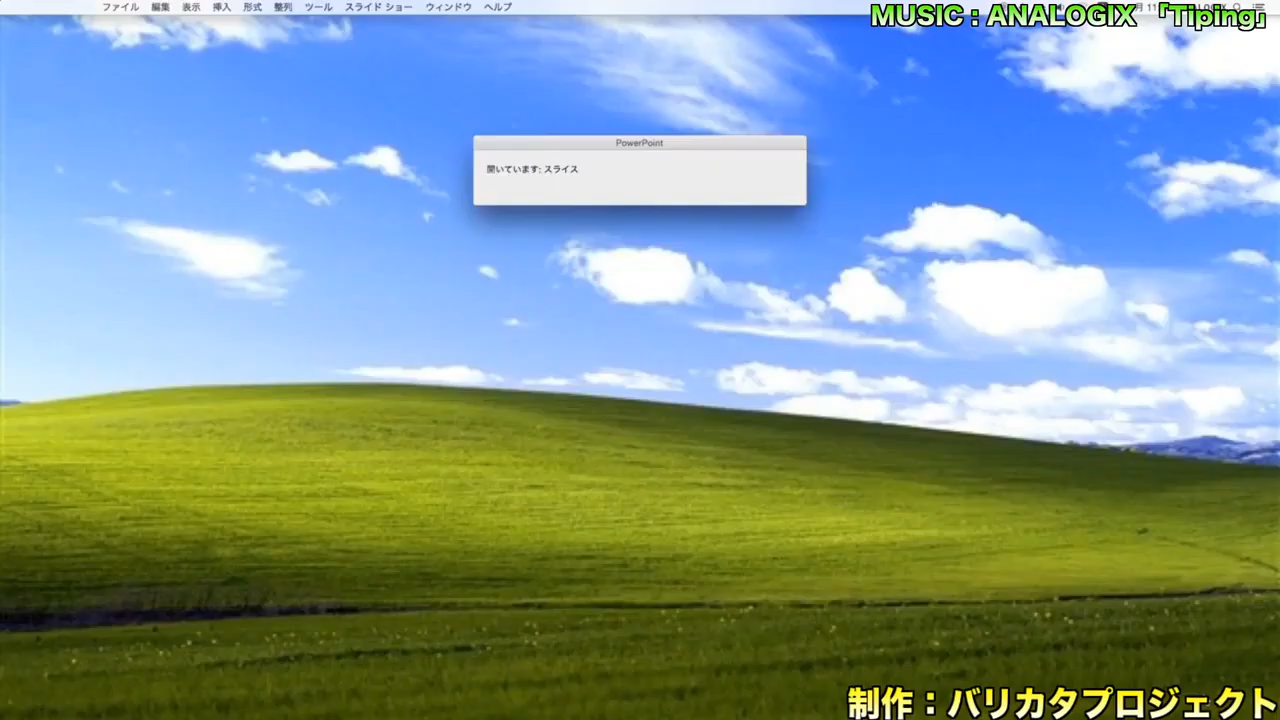 ファイル 編集 表示 挿入 形式 整列 ツール スライド ショー ウィンドウ ヘルプ
MUSIC：ANALOGIX 「Tiping」
PowerPoint
開いています: スライス
制作：バリカタプロジェクト